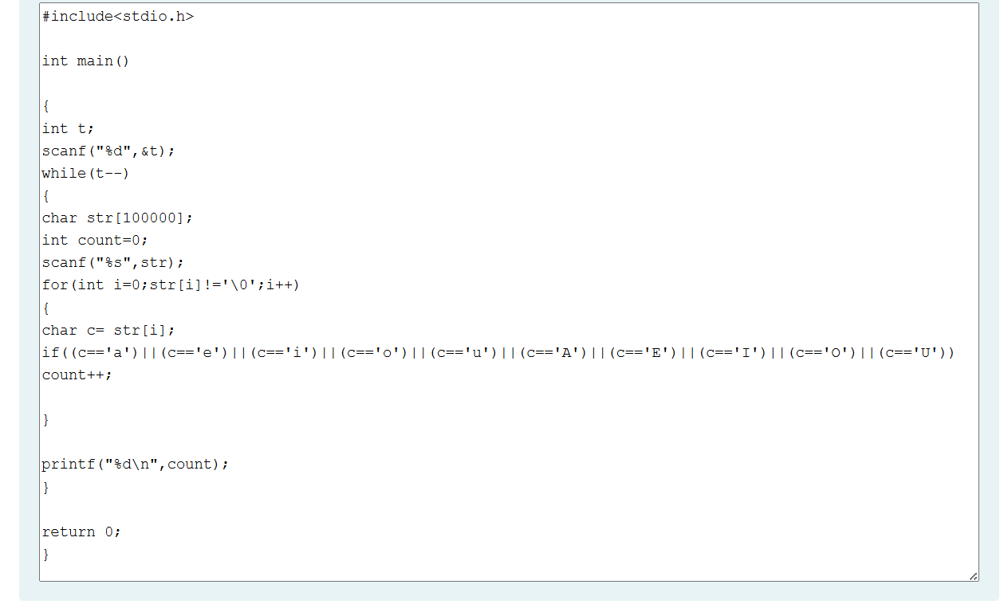 #include<stdio.h>
int main()
{
int t;
scanf("%d",&t);
while(t--)
{
char str[100000];
int count=0;
scanf("%s",str);
for(int i=0;str[i]!='\0';i++)
{
char c= str[i];
if((c=='a')||(c=='e')||(c=='i')||(c=='o')||(c=='u')||(c=='A')||(c=='E')||(c=='I')||(c=='O')||(c=='U'))
count++;
}
printf("%d\n",count);
}
return 0;
}